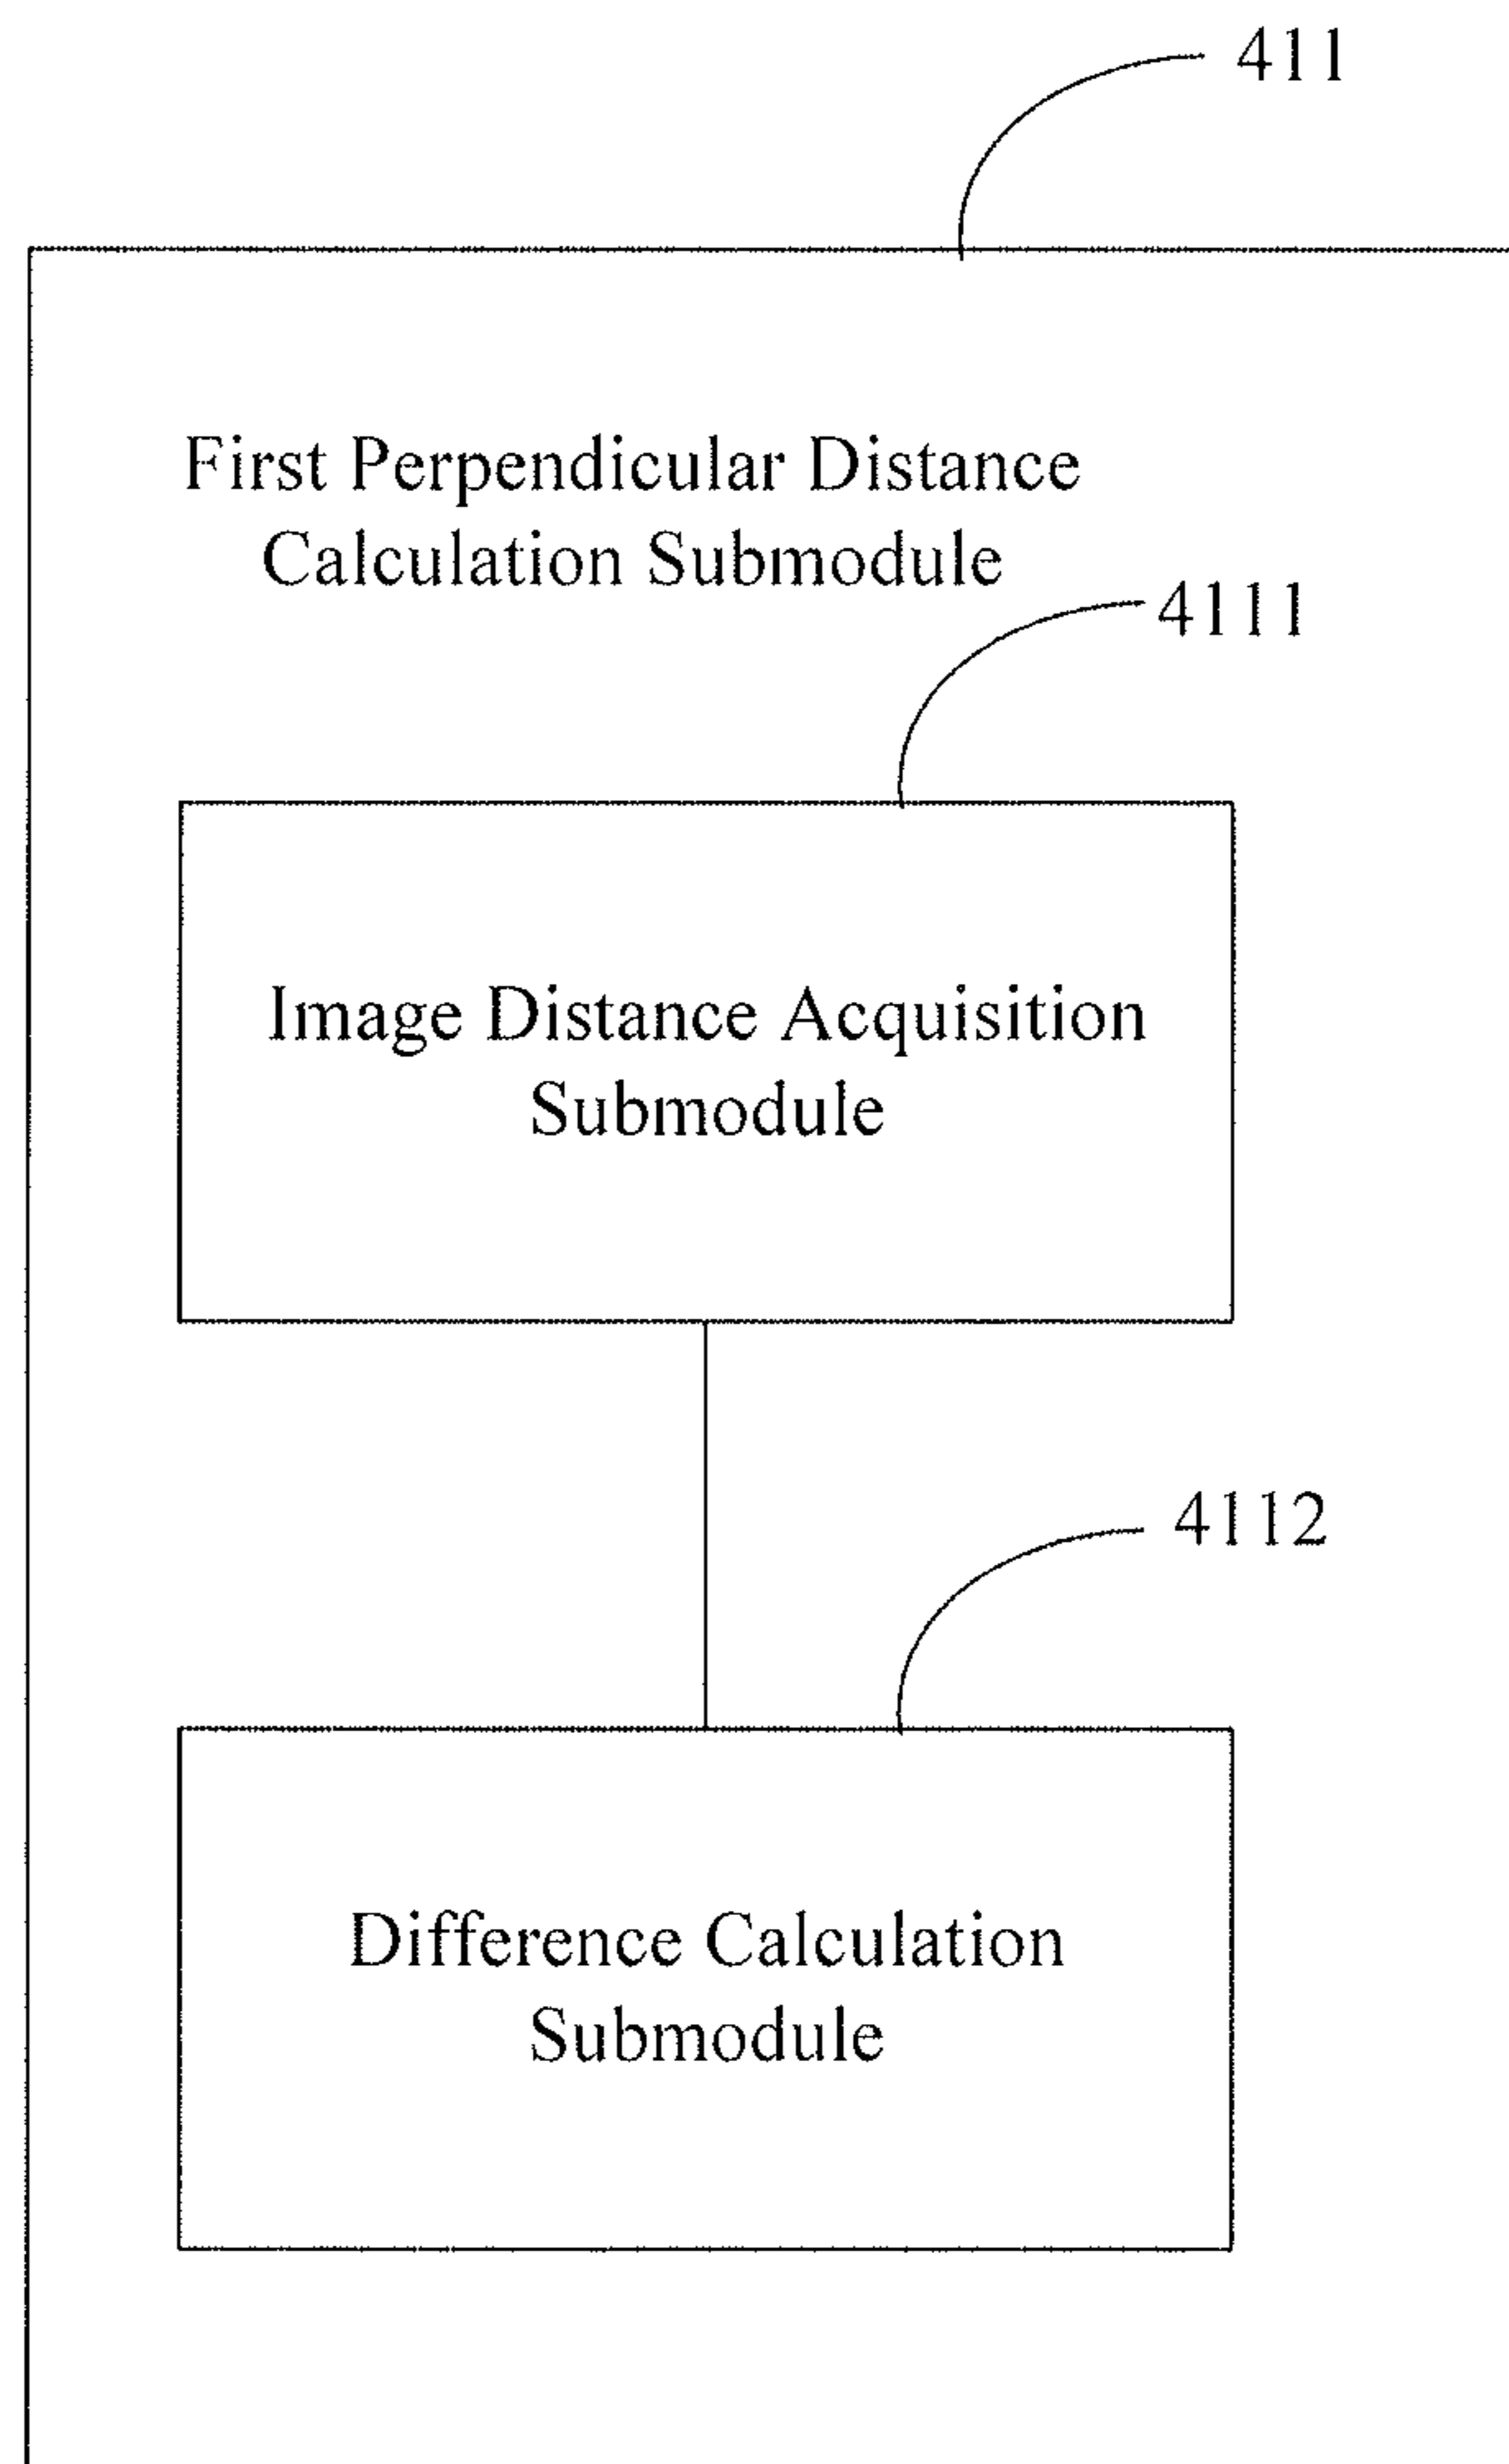 411
First Perpendicular Distance
Calculation Submodule
4111
Image Distance Acquisition
Submodule
4112
Difference Calculation
Submodule